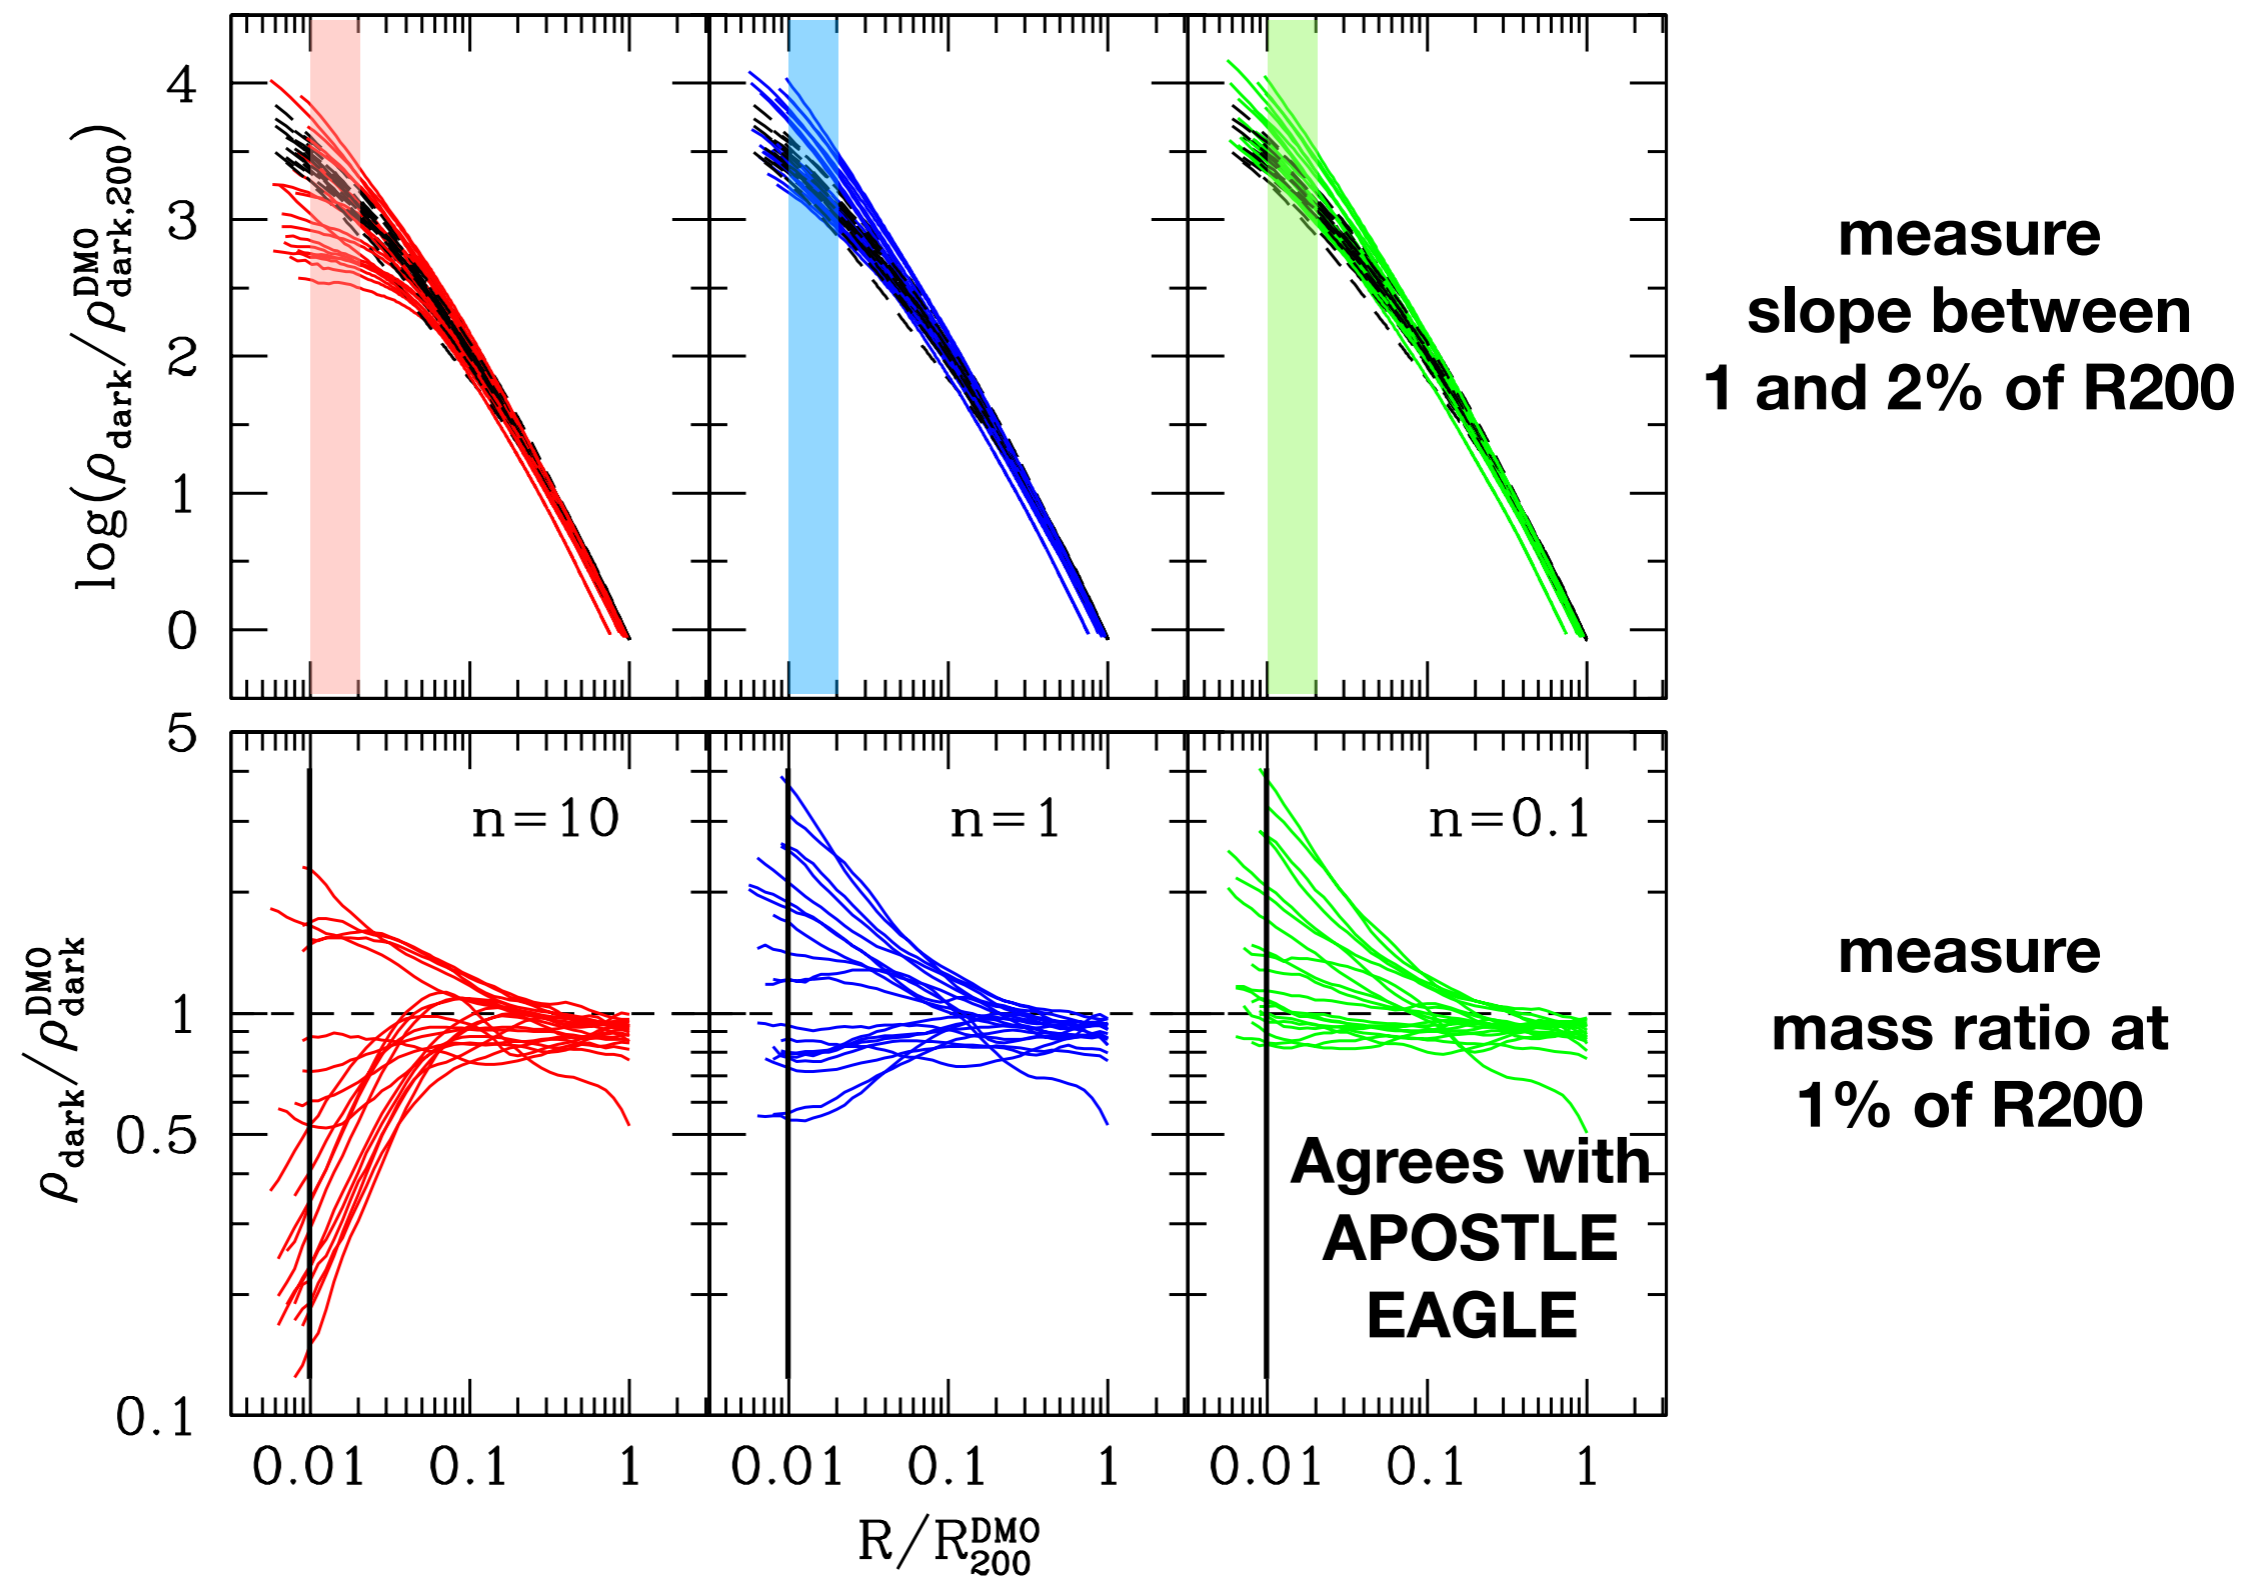 4
3
2
1
0
log(ρdark/ρDMOdark,200)
measure
slope between
1 and 2% of R200
5
1
0.5
0.1
ρdark/ρDMOdark
n=10
n=1
n=0.1
Agrees with
APOSTLE
EAGLE
measure
mass ratio at
1% of R200
0.01 0.1 1 0.01 0.1 1 0.01 0.1 1
R/RDMO200